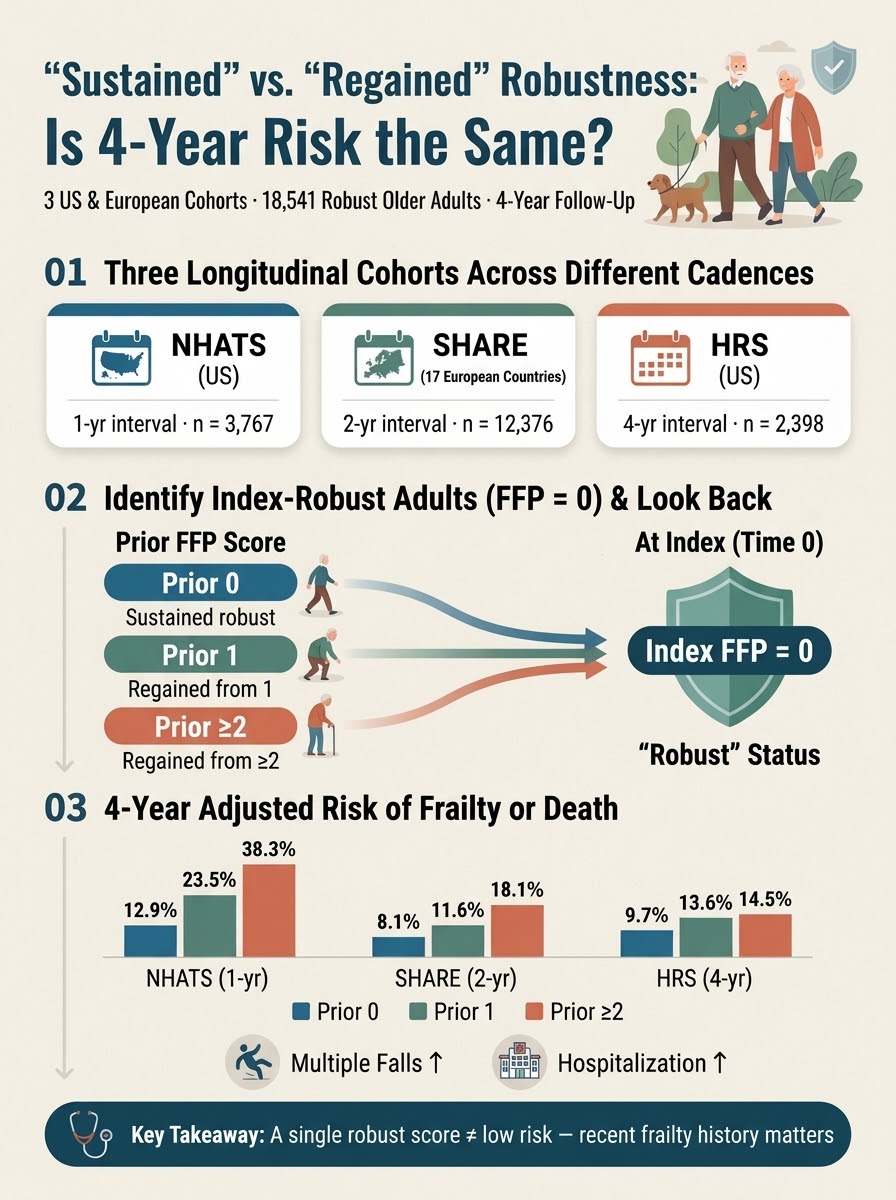 “Sustained” vs. “Regained” Robustness:
Is 4-Year Risk the Same?
3 US & European Cohorts · 18,541 Robust Older Adults · 4-Year Follow-Up
01 Three Longitudinal Cohorts Across Different Cadences
NHATS
(US)
1-yr interval · n = 3,767
SHARE
(17 European Countries)
2-yr interval · n = 12,376
HRS
(US)
4-yr interval · n = 2,398
02 Identify Index-Robust Adults (FFP = 0) & Look Back
Prior FFP Score
Prior 0
Sustained robust
Prior 1
Regained from 1
Prior ≥2
Regained from ≥2
At Index (Time 0)
Index FFP = 0
“Robust” Status
03 4-Year Adjusted Risk of Frailty or Death
12.9% 23.5% 38.3%
NHATS (1-yr)
8.1% 11.6% 18.1%
SHARE (2-yr)
9.7% 13.6% 14.5%
HRS (4-yr)
Prior 0 Prior 1 Prior ≥2
Multiple Falls ↑ Hospitalization ↑
Key Takeaway: A single robust score ≠ low risk — recent frailty history matters